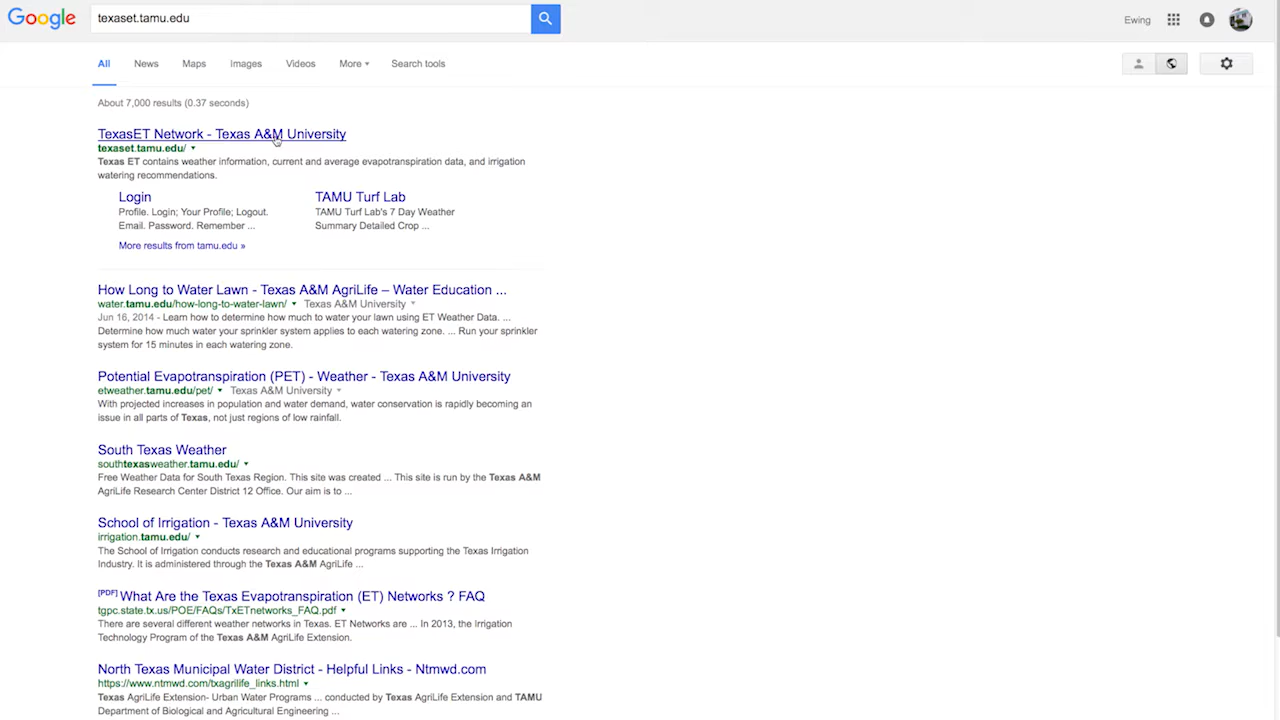 Google
texaset.tamu.edu
Ewing
All News Maps Images Videos More Search tools
About 7,000 results (0.37 seconds)
TexasET Network - Texas A&M University
texaset.tamu.edu/
Texas ET contains weather information, current and average evapotranspiration data, and irrigation
watering recommendations.
Login
Profile. Login; Your Profile; Logout.
Email. Password. Remember ...
TAMU Turf Lab
TAMU Turf Lab's 7 Day Weather
Summary Detailed Crop ...
More results from tamu.edu »
How Long to Water Lawn - Texas A&M AgriLife – Water Education ...
water.tamu.edu/how-long-to-water-lawn/ Texas A&M University
Jun 16, 2014 - Learn how to determine how much to water your lawn using ET Weather Data. ...
Determine how much water your sprinkler system applies to each watering zone. ... Run your sprinkler
system for 15 minutes in each watering zone.
Potential Evapotranspiration (PET) - Weather - Texas A&M University
etweather.tamu.edu/pet/ Texas A&M University
With projected increases in population and water demand, water conservation is rapidly becoming an
issue in all parts of Texas, not just regions of low rainfall.
South Texas Weather
southtexasweather.tamu.edu/
Free Weather Data for South Texas Region. This site was created ... This site is run by the Texas A&M
AgriLife Research Center District 12 Office. Our aim is to ...
School of Irrigation - Texas A&M University
irrigation.tamu.edu/
The School of Irrigation conducts research and educational programs supporting the Texas Irrigation
Industry. It is administered through the Texas A&M AgriLife ...
[PDF] What Are the Texas Evapotranspiration (ET) Networks ? FAQ
tgpc.state.tx.us/POE/FAQs/TxETnetworks_FAQ.pdf
There are several different weather networks in Texas. ET Networks are ... In 2013, the Irrigation
Technology Program of the Texas A&M AgriLife Extension.
North Texas Municipal Water District - Helpful Links - Ntmwd.com
https://www.ntmwd.com/txagrilife_links.html
Texas AgriLife Extension- Urban Water Programs ... conducted by Texas AgriLife Extension and TAMU
Department of Biological and Agricultural Engineering ...